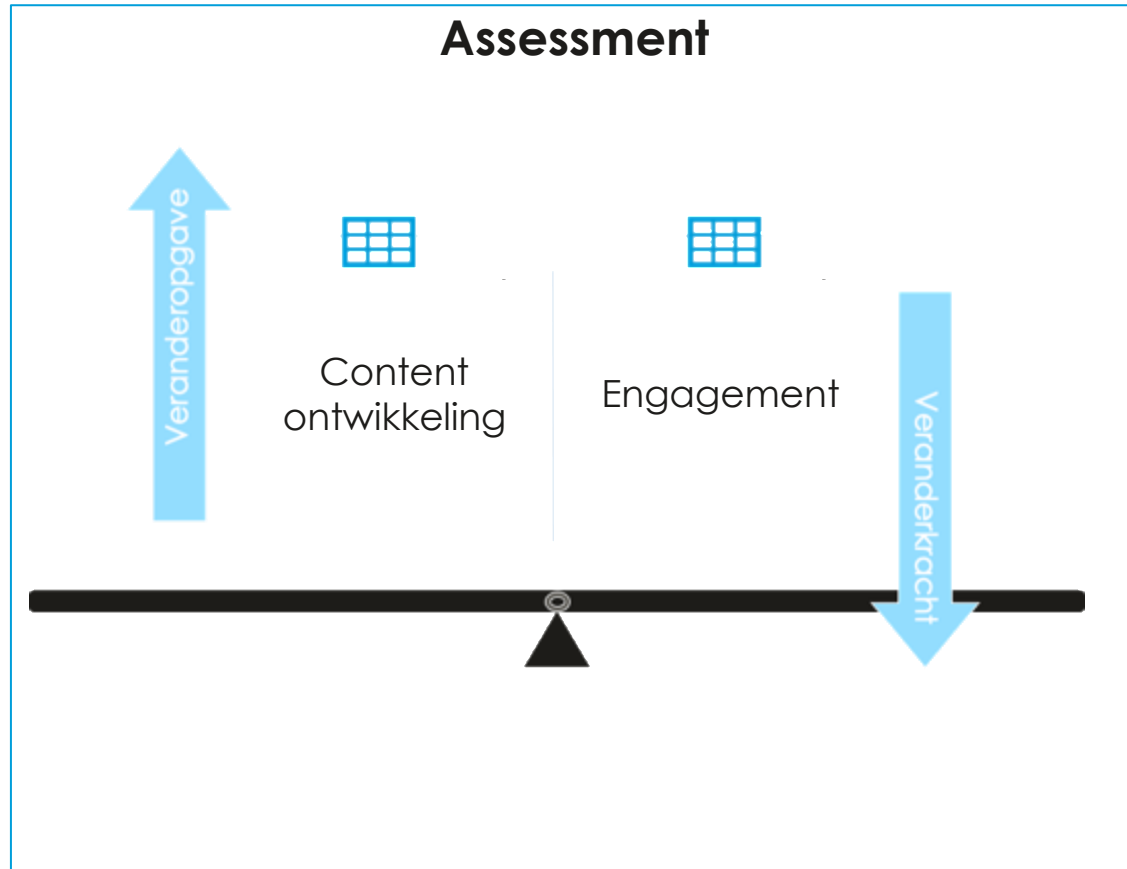 Assessment
Veranderopgave
Content
ontwikkeling
Engagement
Veranderkracht